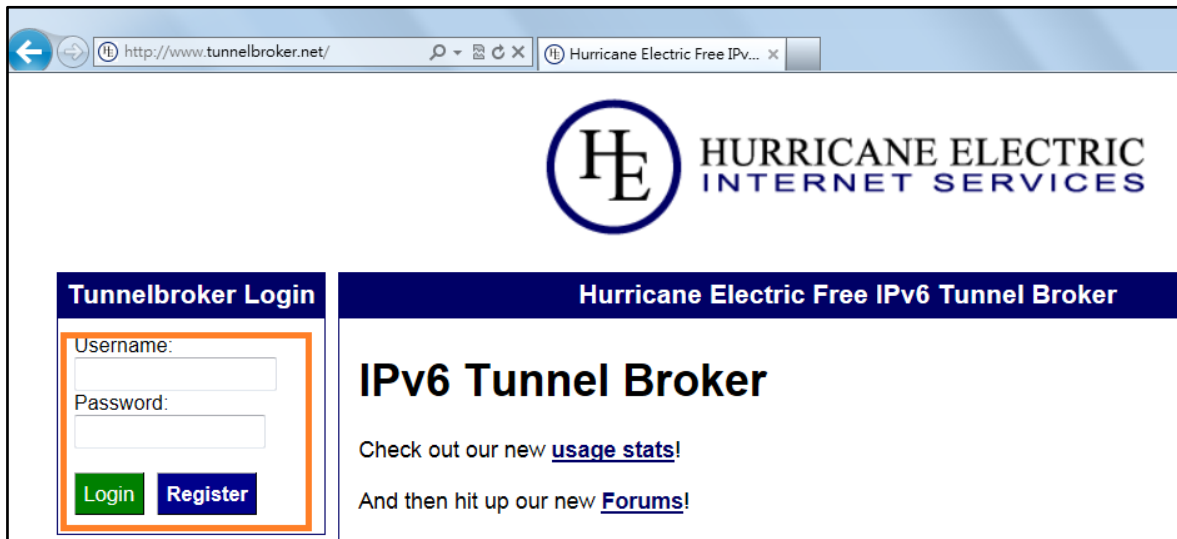 http://www.tunnelbroker.net/
Hurricane Electric Free IPv...
HE
HURRICANE ELECTRIC
INTERNET SERVICES
Tunnelbroker Login
Hurricane Electric Free IPv6 Tunnel Broker
Username:
Password:
Login Register
IPv6 Tunnel Broker
Check out our new usage stats!
And then hit up our new Forums!